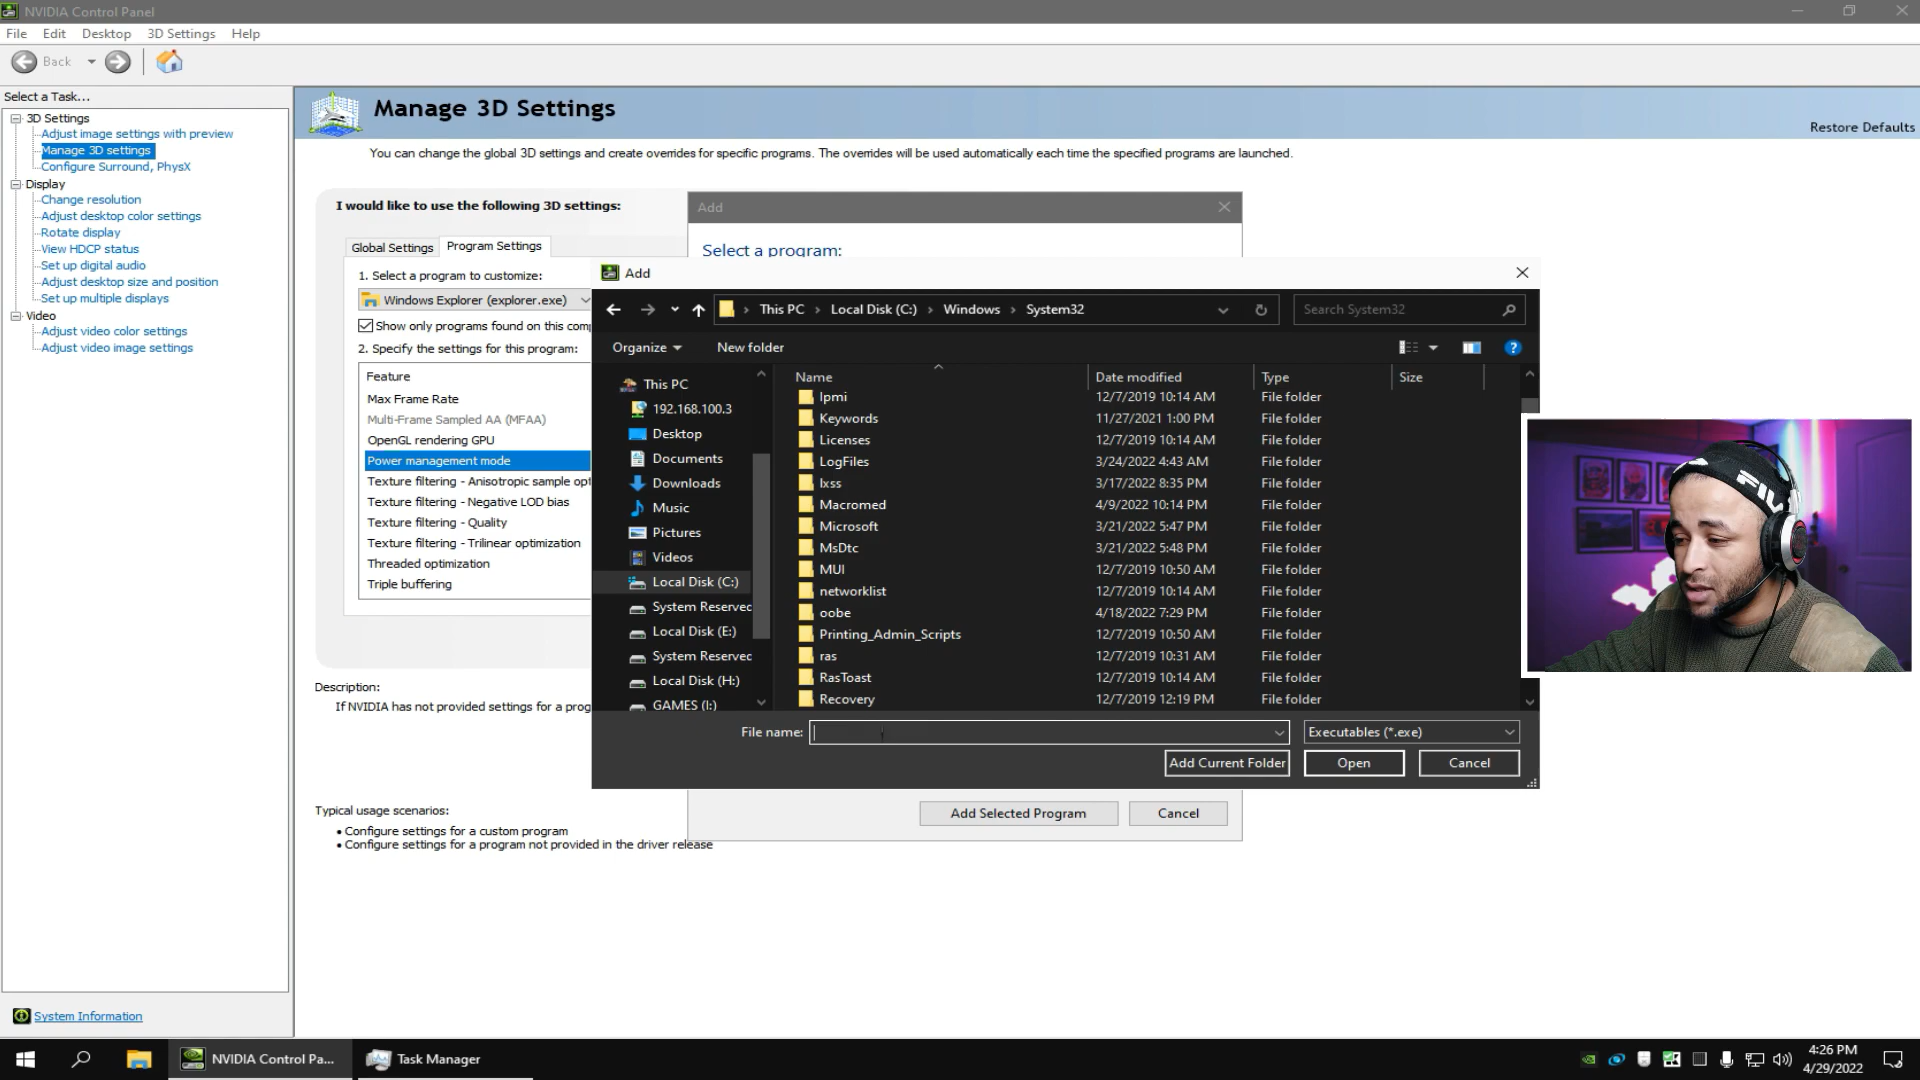 NVIDIA Control Panel
File Edit Desktop 3D Settings Help
Back
Select a Task...
3D Settings
Adjust image settings with preview
Manage 3D settings
Configure Surround, PhysX
Display
Change resolution
Adjust desktop color settings
Rotate display
View HDCP status
Set up digital audio
Adjust desktop size and position
Set up multiple displays
Video
Adjust video color settings
Adjust video image settings
System Information
Manage 3D Settings
Restore Defaults
You can change the global 3D settings and create overrides for specific programs. The overrides will be used automatically each time the specified programs are launched.
I would like to use the following 3D settings:
Global Settings Program Settings
1. Select a program to customize:
Windows Explorer (explorer.exe)
Show only programs found on this comp
2. Specify the settings for this program:
Feature
Max Frame Rate
Multi-Frame Sampled AA (MFAA)
OpenGL rendering GPU
Power management mode
Texture filtering - Anisotropic sample opt
Texture filtering - Negative LOD bias
Texture filtering - Quality
Texture filtering - Trilinear optimization
Threaded optimization
Triple buffering
Description:
If NVIDIA has not provided settings for a prog
Typical usage scenarios:
• Configure settings for a custom program
• Configure settings for a program not provided in the driver release
Add
Select a program:
Add
This PC > Local Disk (C:) > Windows > System32
Search System32
Organize New folder
This PC
192.168.100.3
Desktop
Documents
Downloads
Music
Pictures
Videos
Local Disk (C:)
System Reserved
Local Disk (E:)
System Reserved
Local Disk (H:)
GAMES (I:)
Name Date modified Type Size
Ipmi 12/7/2019 10:14 AM File folder
Keywords 11/27/2021 1:00 PM File folder
Licenses 12/7/2019 10:14 AM File folder
LogFiles 3/24/2022 4:43 AM File folder
lxss 3/17/2022 8:35 PM File folder
Macromed 4/9/2022 10:14 PM File folder
Microsoft 3/21/2022 5:47 PM File folder
MsDtc 3/21/2022 5:48 PM File folder
MUI 12/7/2019 10:50 AM File folder
networklist 12/7/2019 10:14 AM File folder
oobe 4/18/2022 7:29 PM File folder
Printing_Admin_Scripts 12/7/2019 10:50 AM File folder
ras 12/7/2019 10:31 AM File folder
RasToast 12/7/2019 10:14 AM File folder
Recovery 12/7/2019 12:19 PM File folder
File name: Executables (*.exe)
Add Current Folder Open Cancel
Add Selected Program Cancel
FILA
NVIDIA Control Pa... Task Manager
4:26 PM
4/29/2022